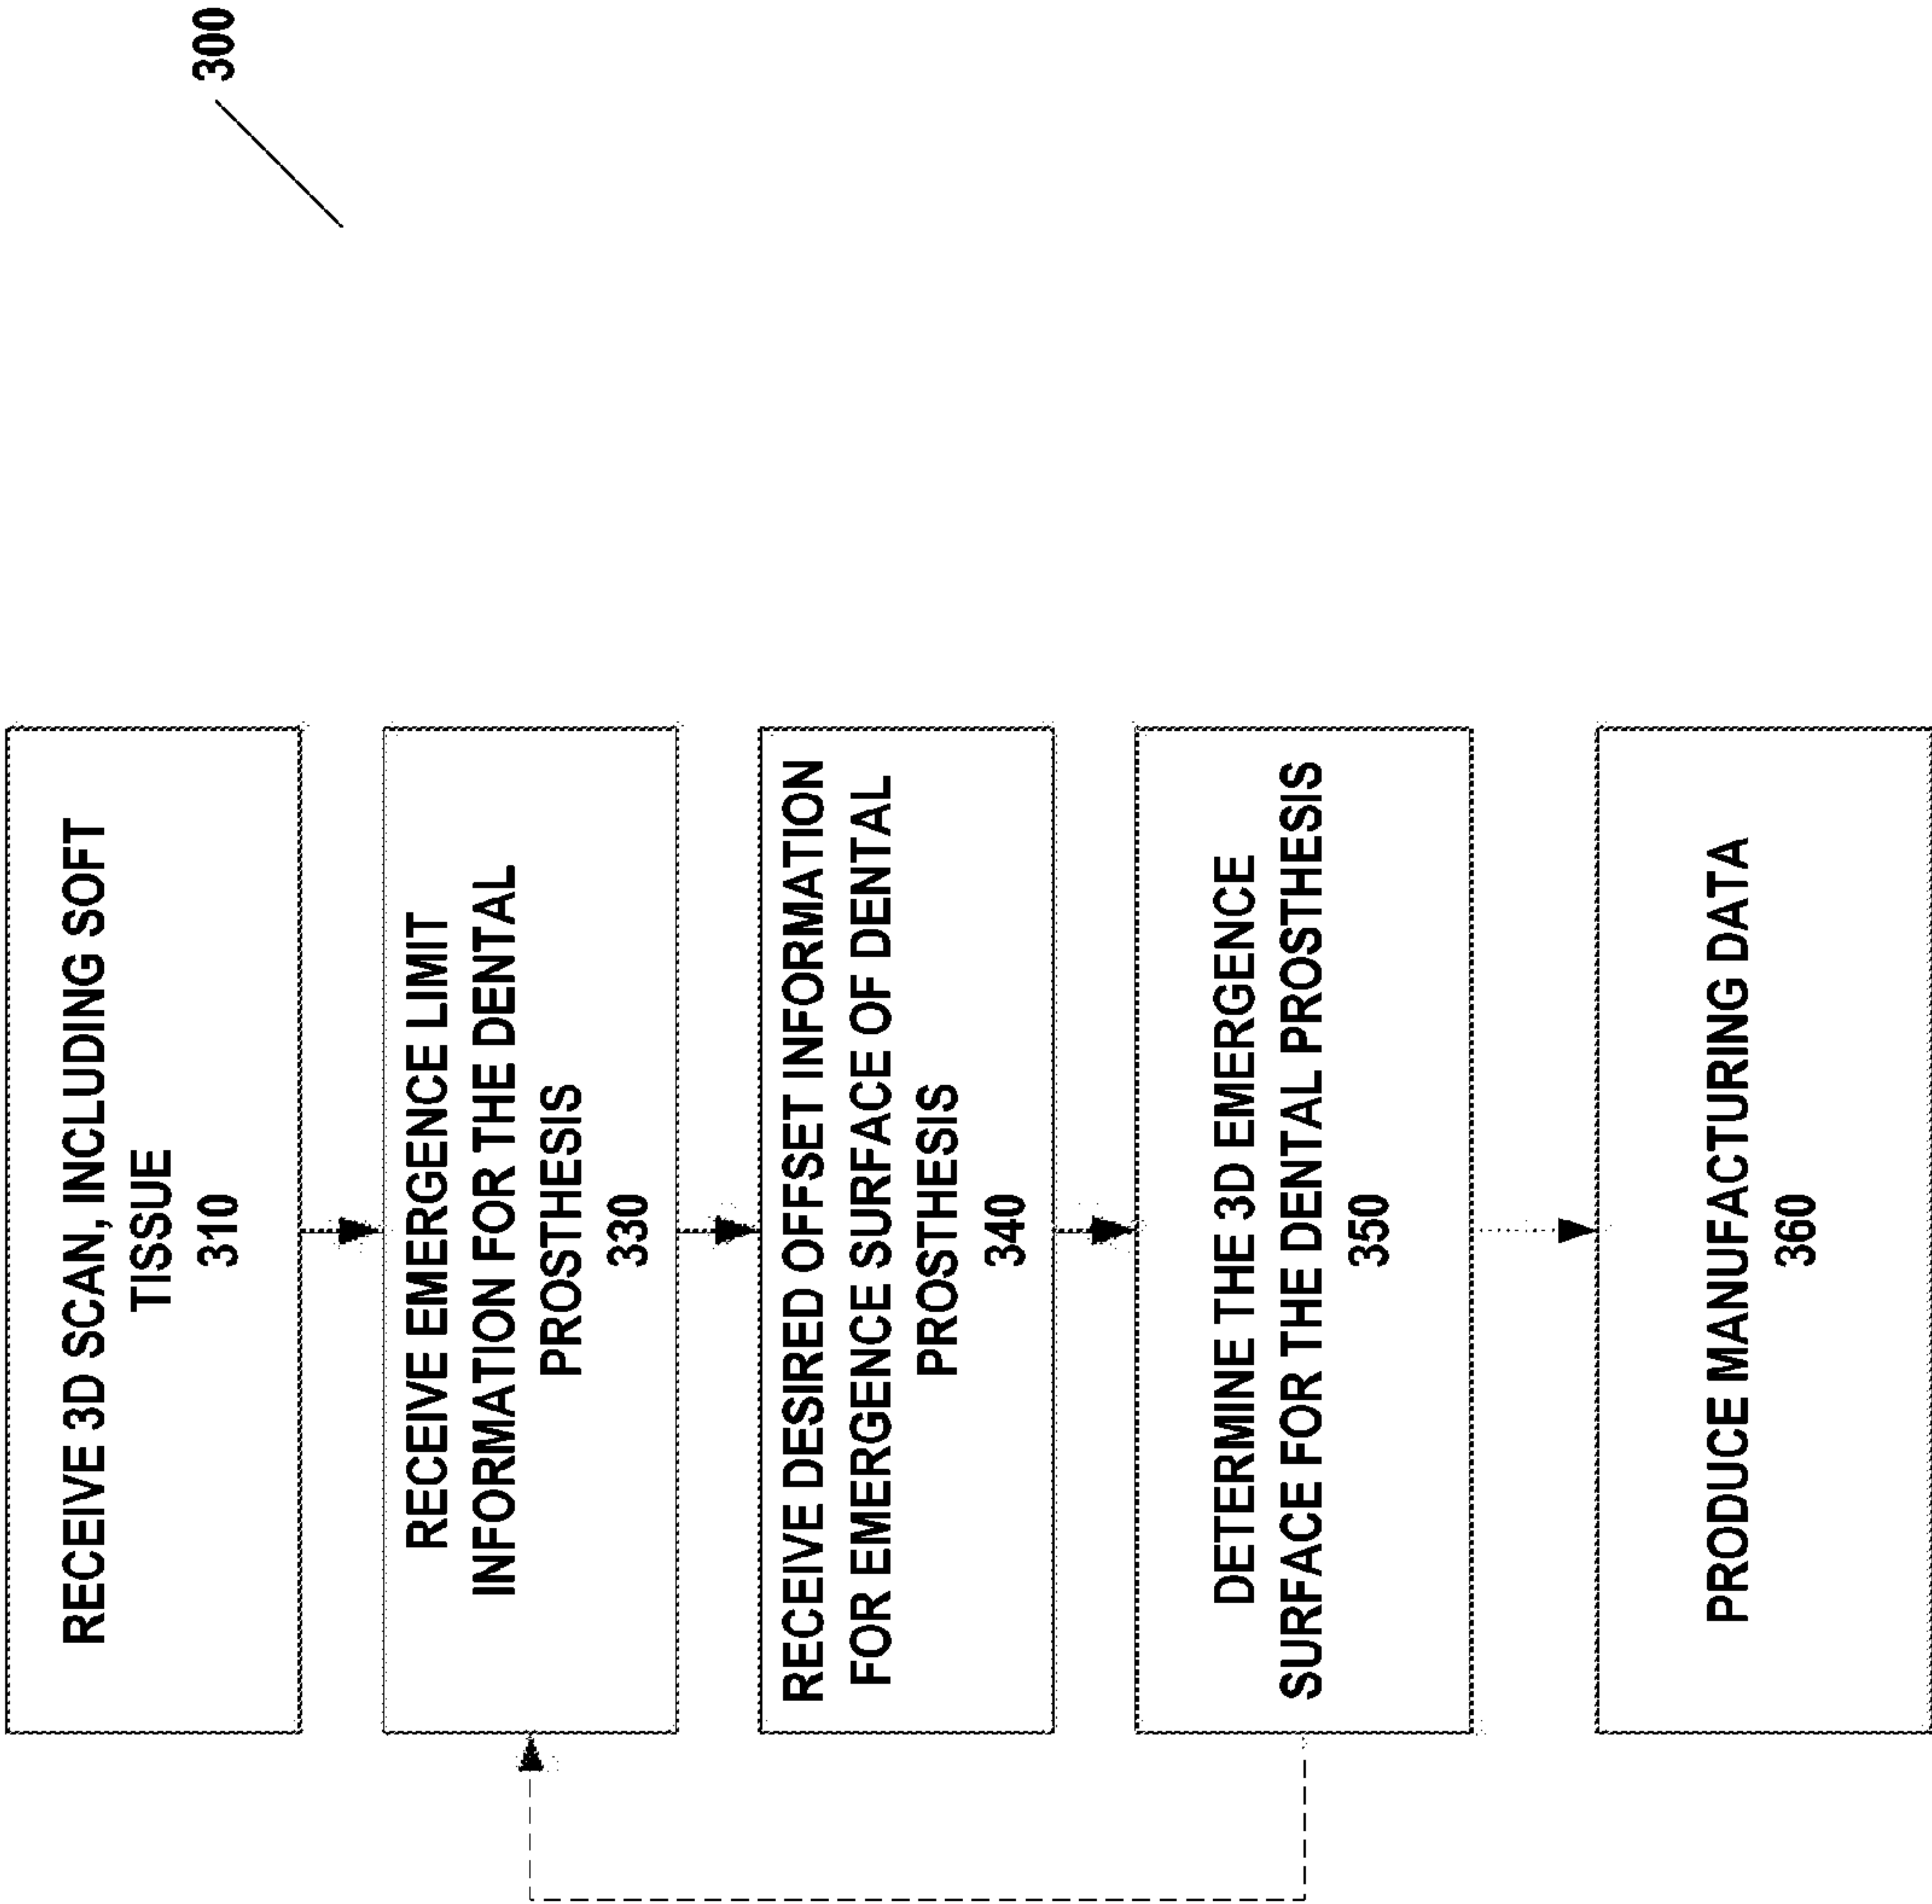 300
RECEIVE 3D SCAN, INCLUDING SOFT
TISSUE
310
RECEIVE EMERGENCE LIMIT
INFORMATION FOR THE DENTAL
PROSTHESIS
330
RECEIVE DESIRED OFFSET INFORMATION
FOR EMERGENCE SURFACE OF DENTAL
PROSTHESIS
340
DETERMINE THE 3D EMERGENCE
SURFACE FOR THE DENTAL PROSTHESIS
350
PRODUCE MANUFACTURING DATA
360